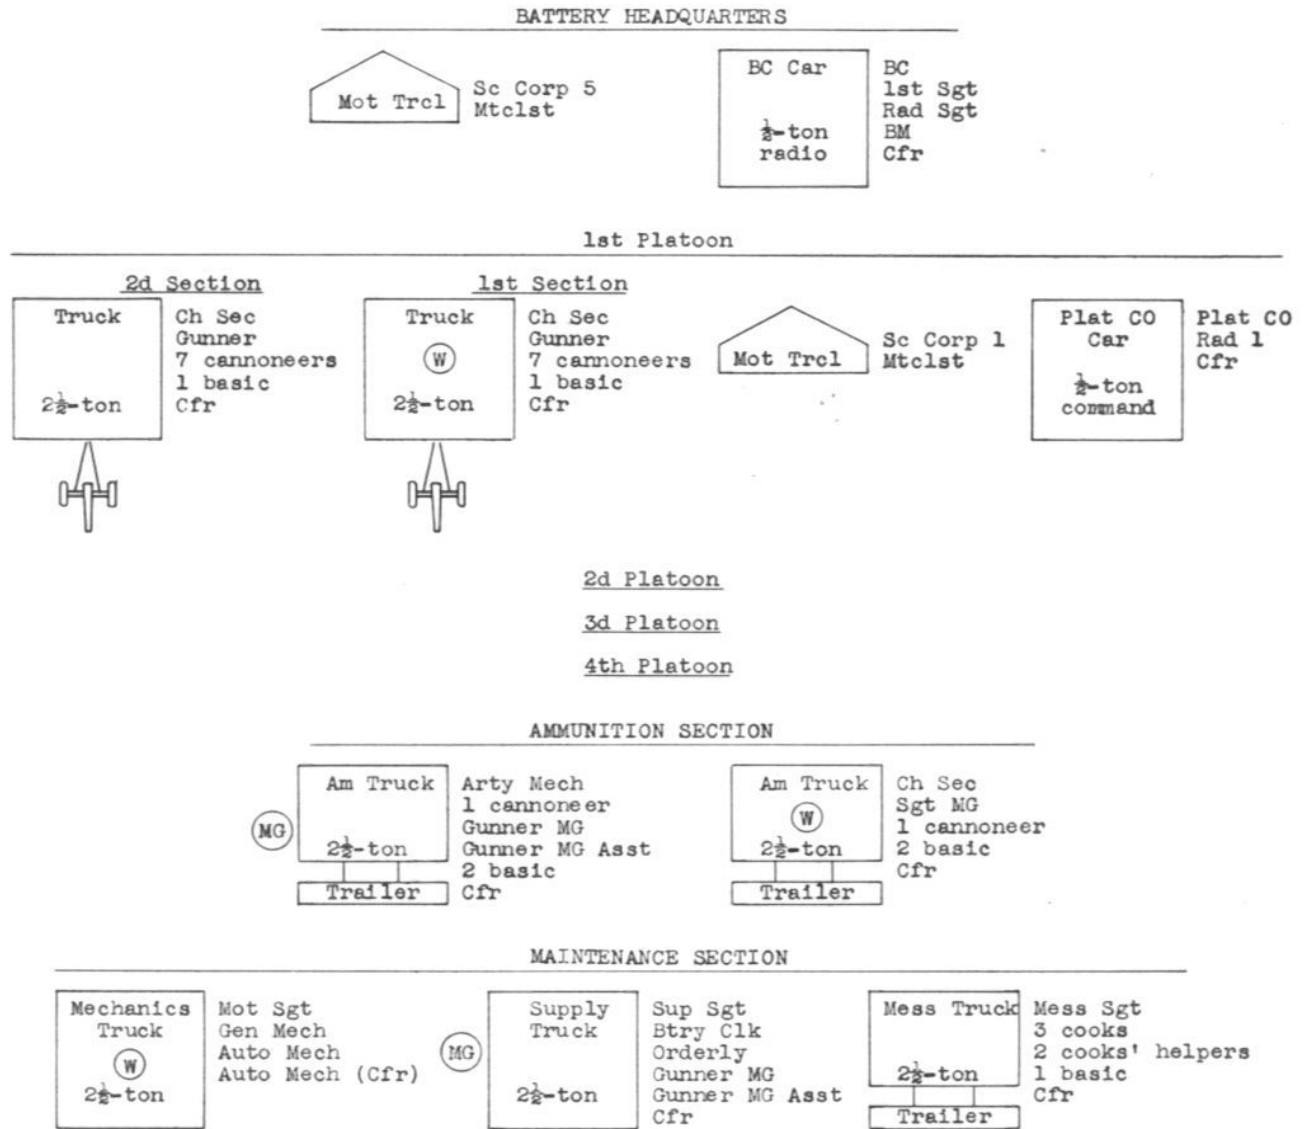 BATTERY HEADQUARTERS
Mot Trcl
Sc Corp 5
Mtclst
BC Car
½-ton
radio
BC
1st Sgt
Rad Sgt
BM
Cfr
1st Platoon
2d Section
Truck
2½-ton
Ch Sec
Gunner
7 cannoneers
1 basic
Cfr
1st Section
Truck
W
2½-ton
Ch Sec
Gunner
7 cannoneers
1 basic
Cfr
Mot Trcl
Sc Corp 1
Mtclst
Plat CO
Car
½-ton
command
Plat CO
Rad 1
Cfr
2d Platoon
3d Platoon
4th Platoon
AMMUNITION SECTION
MG
Am Truck
2½-ton
Trailer
Arty Mech
1 cannoneer
Gunner MG
Gunner MG Asst
2 basic
Cfr
Am Truck
W
2½-ton
Trailer
Ch Sec
Sgt MG
1 cannoneer
2 basic
Cfr
MAINTENANCE SECTION
Mechanics
Truck
W
2½-ton
Mot Sgt
Gen Mech
Auto Mech
Auto Mech (Cfr)
MG
Supply
Truck
2½-ton
Sup Sgt
Btry Clk
Orderly
Gunner MG
Gunner MG Asst
Cfr
Mess Truck
2½-ton
Trailer
Mess Sgt
3 cooks
2 cooks' helpers
1 basic
Cfr